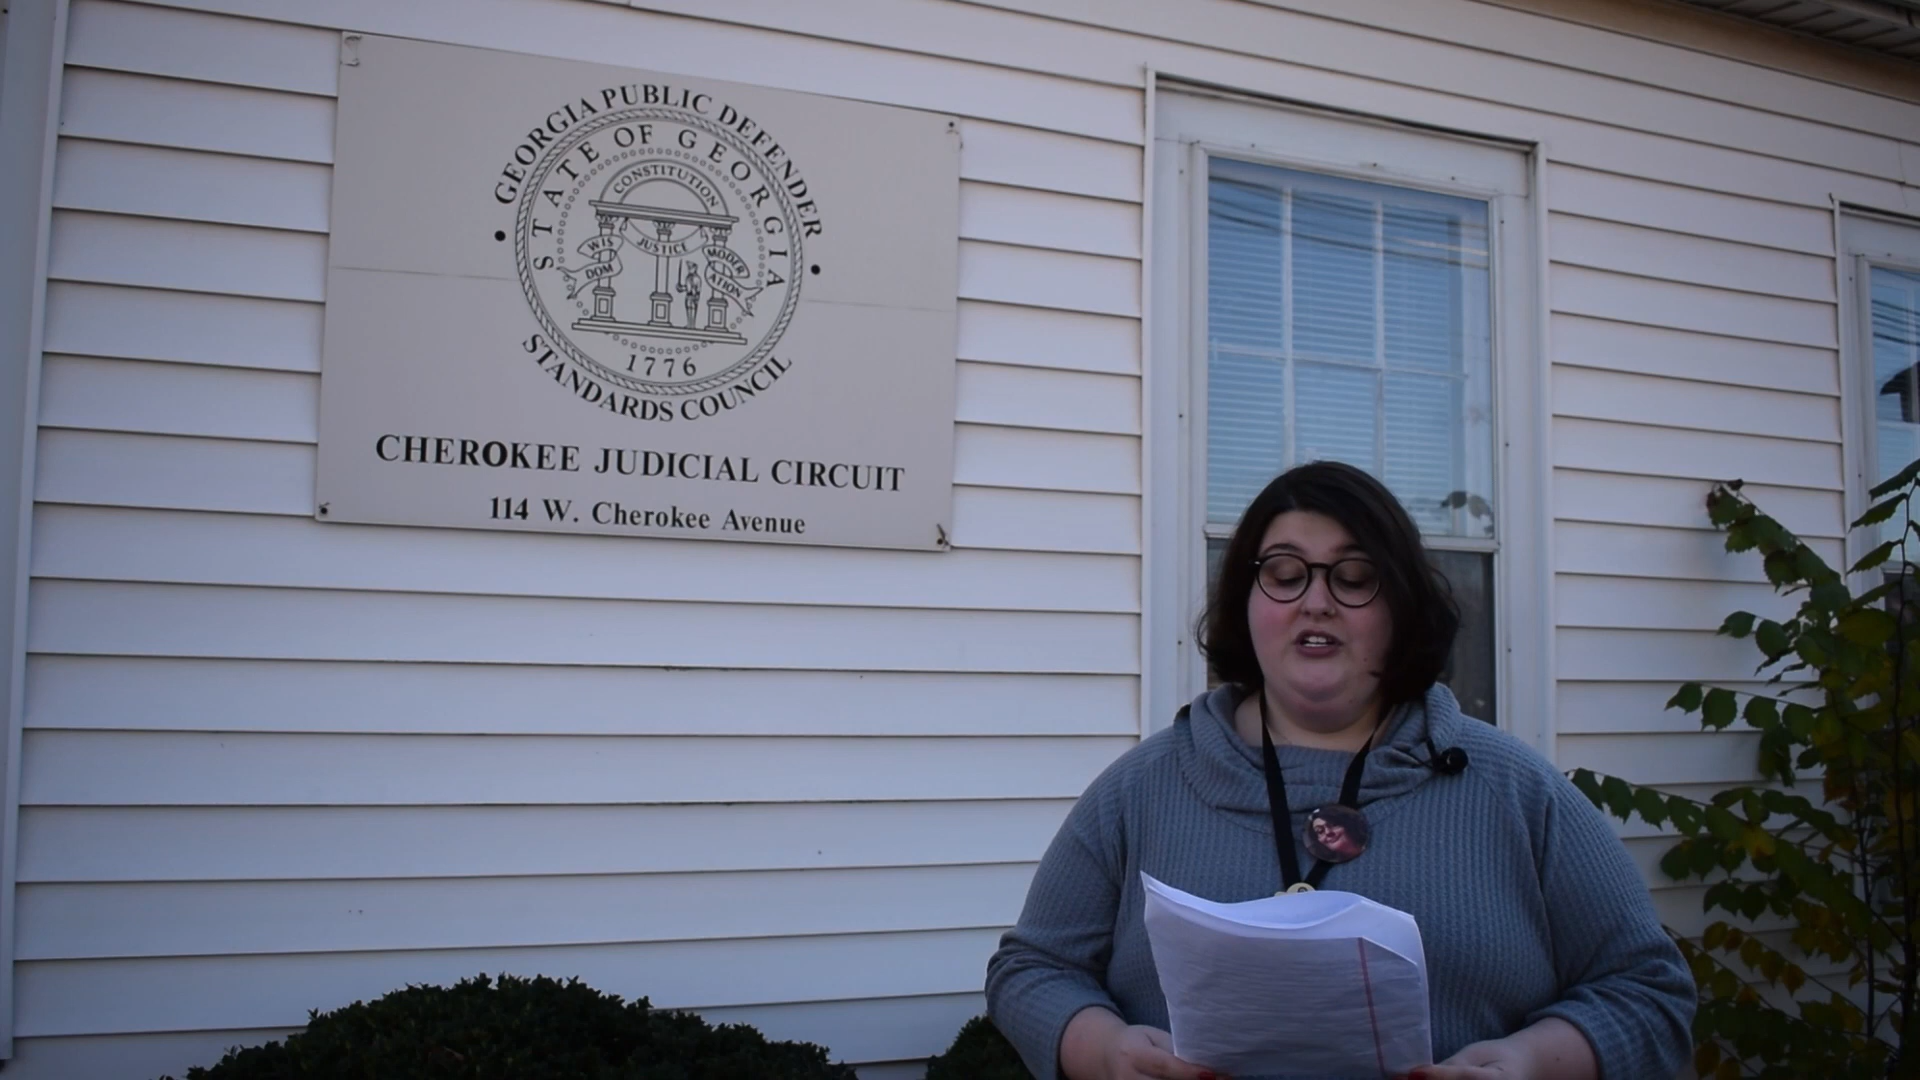 GEORGIA PUBLIC DEFENDER
STATE OF GEORGIA
CONSTITUTION
WIS
DOM
JUSTICE
MODER
ATION
1776
STANDARDS COUNCIL
CHEROKEE JUDICIAL CIRCUIT
114 W. Cherokee Avenue